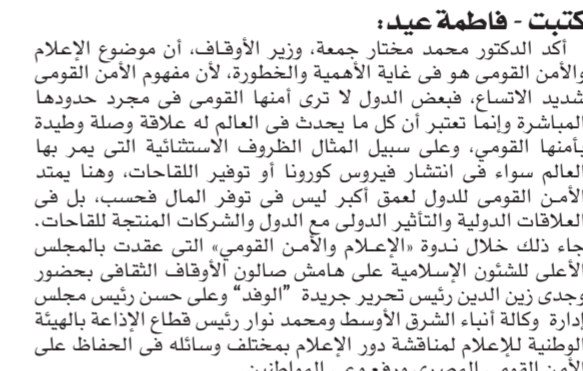 كتبت - فاطمة عيد:
أكد الدكتور محمد مختار جمعة، وزير الأوقاف، أن موضوع الإعلام
والأمن القومى هو فى غاية الأهمية والخطورة، لأن مفهوم الأمن القومى
شديد الاتساع، فبعض الدول لا ترى أمنها القومى فى مجرد حدودها
المباشرة وإنما تعتبر أن كل ما يحدث فى العالم له علاقة وصلة وطيدة
بأمنها القومي، وعلى سبيل المثال الظروف الاستثنائية التى يمر بها
العالم سواء فى انتشار فيروس كورونا أو توفير اللقاحات، وهنا يمتد
الأمن القومى للدول لعمق أكبر ليس فى توفر المال فحسب، بل فى
العلاقات الدولية والتأثير الدولى مع الدول والشركات المنتجة للقاحات.
جاء ذلك خلال ندوة «الإعلام والأمن القومي» التى عقدت بالمجلس
الأعلى للشئون الإسلامية على هامش صالون الأوقاف الثقافى بحضور
وجدى زين الدين رئيس تحرير جريدة "الوفد" وعلى حسن رئيس مجلس
إدارة وكالة أنباء الشرق الأوسط ومحمد نوار رئيس قطاع الإذاعة بالهيئة
الوطنية للإعلام لمناقشة دور الإعلام بمختلف وسائله فى الحفاظ على
الأمن القومى المصرى ورفع وعى المواطنين